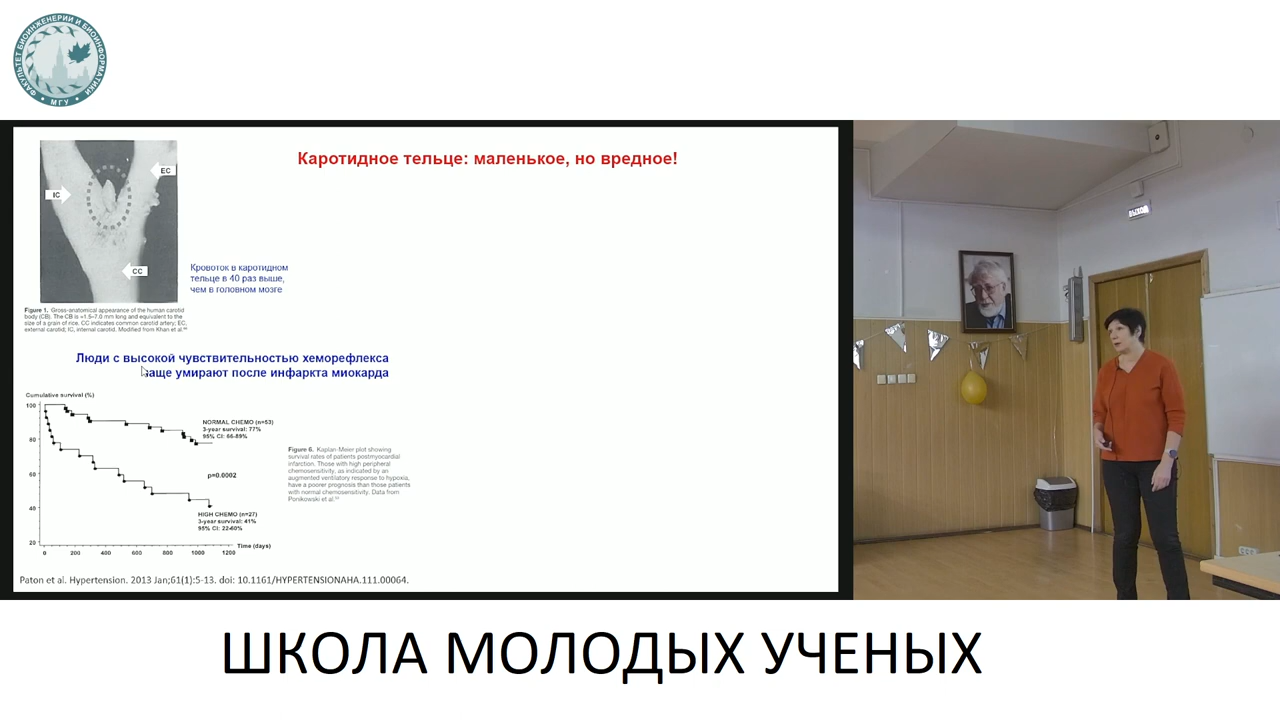 ФАКУЛЬТЕТ БИОИНЖЕНЕРИИ И БИОИНФОРМАТИКИ
• МГУ •
Каротидное тельце: маленькое, но вредное!
EC
IC
CC
Кровоток в каротидном
тельце в 40 раз выше,
чем в головном мозге
Figure 1. Gross-anatomical appearance of the human carotid
body (CB). The CB is ≈1.5–7.0 mm long and equivalent to the
size of a grain of rice. CC indicates common carotid artery; EC,
external carotid; IC, internal carotid. Modified from Khan et al.
Люди с высокой чувствительностью хеморефлекса
чаще умирают после инфаркта миокарда
Cumulative survival (%)
100
80
60
40
20
NORMAL CHEMO (n=53)
3-year survival: 77%
95% CI: 66-89%
p=0.0002
HIGH CHEMO (n=27)
3-year survival: 41%
95% CI: 22-60%
Time (days)
0 200 400 600 800 1000 1200
Figure 6. Kaplan-Meier plot showing
survival rates of patients postmyocardial
infarction. Those with high peripheral
chemosensitivity, as indicated by an
augmented ventilatory response to hypoxia,
have a poorer prognosis than those patients
with normal chemosensitivity. Data from
Ponikowski et al.
Paton et al. Hypertension. 2013 Jan;61(1):5-13. doi: 10.1161/HYPERTENSIONAHA.111.00064.
ВЫХОД
ШКОЛА МОЛОДЫХ УЧЕНЫХ